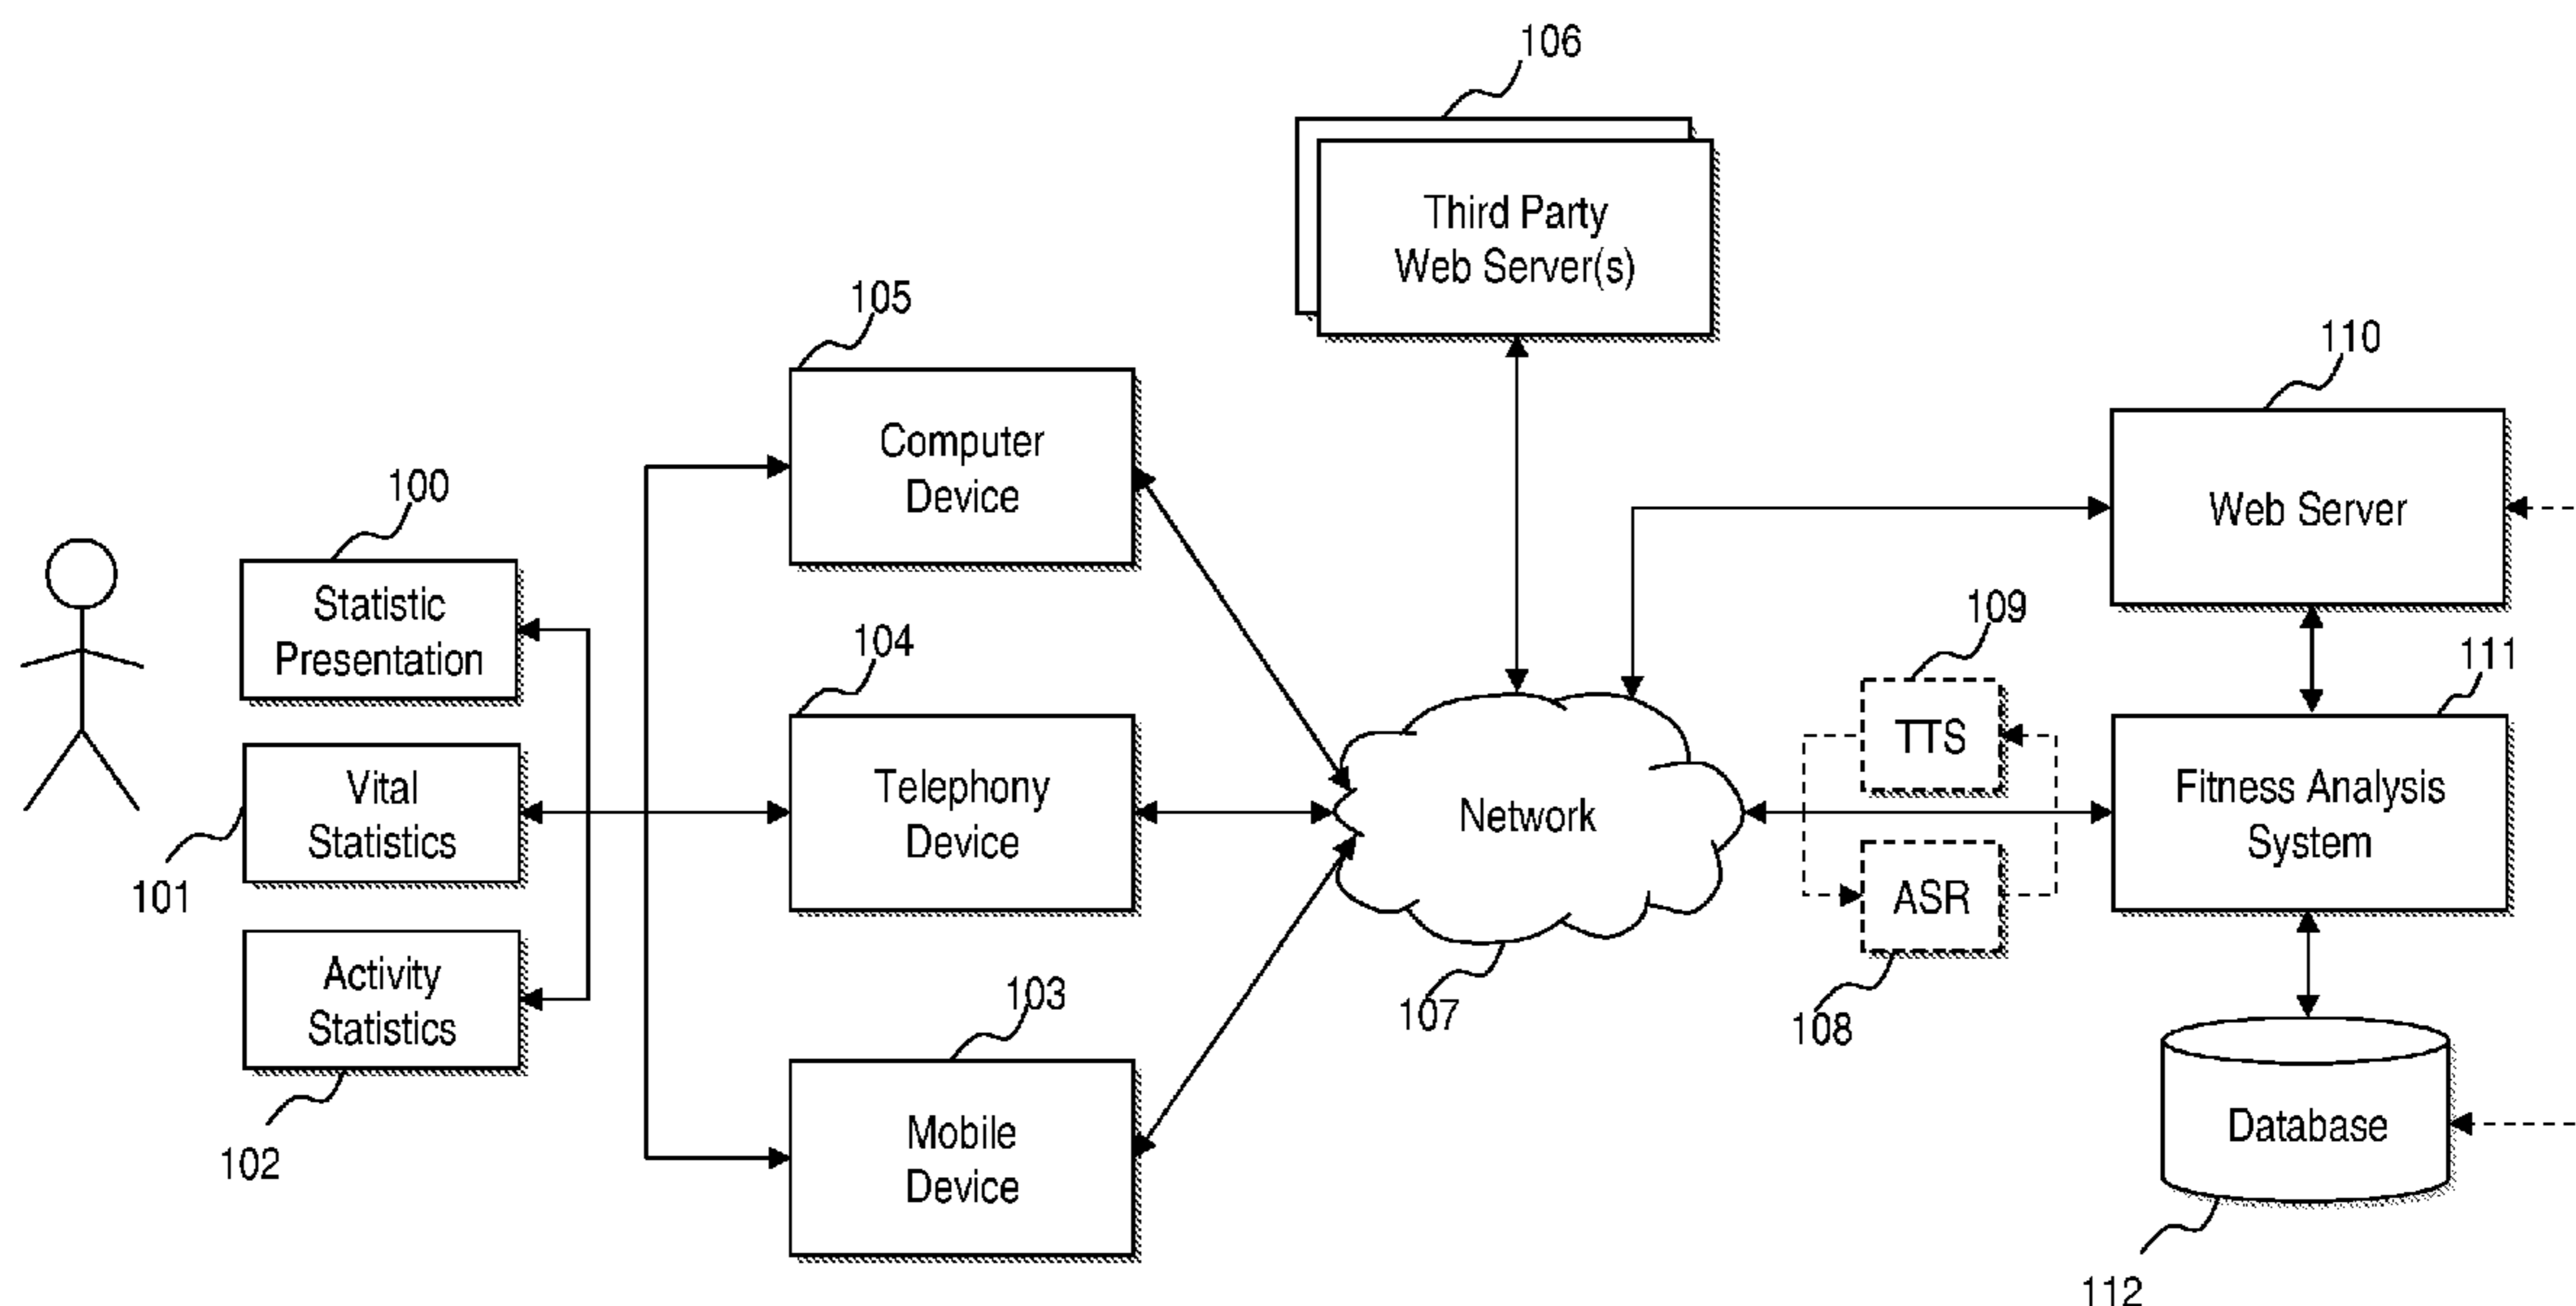 106
Third Party
Web Server(s)
105
Computer
Device
110
Web Server
100
Statistic
Presentation
104
Telephony
Device
109
TTS
111
Fitness Analysis
System
Vital
Statistics
101
Network
107
ASR
108
Activity
Statistics
102
103
Mobile
Device
Database
112